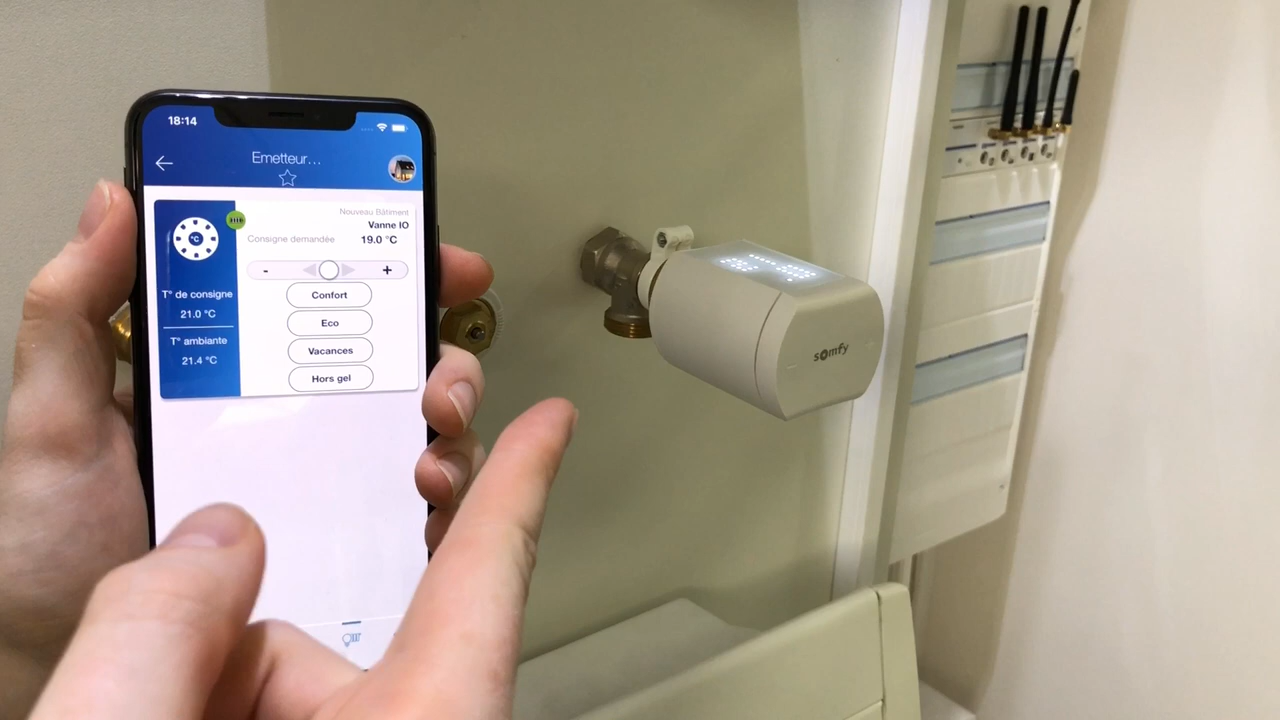 18:14
Emetteur...
Nouveau Bâtiment
Vanne IO
Consigne demandée
19.0 °C
- +
°C
T° de consigne
21.0 °C
T° ambiante
21.4 °C
Confort
Eco
Vacances
Hors gel
somfy